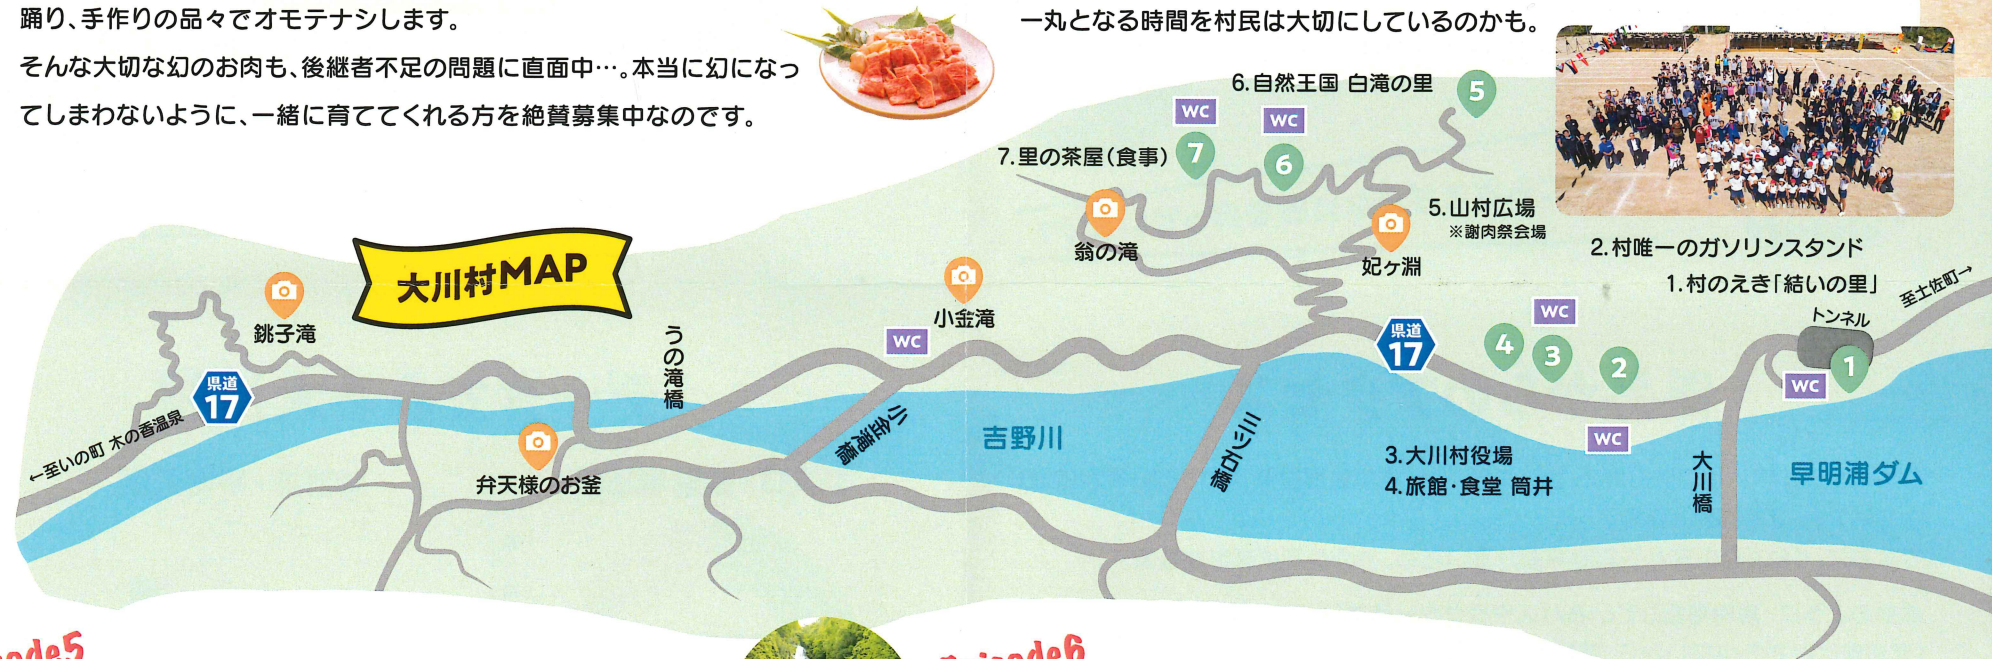 踊り、手作りの品々でオモテナシします。
そんな大切な幻のお肉も、後継者不足の問題に直面中…。本当に幻になっ
てしまわないように、一緒に育ててくれる方を絶賛募集中なのです。
一丸となる時間を村民は大切にしているのかも。
大川村MAP
6.自然王国 白滝の里
5
WC
WC
7.里の茶屋(食事)
7
6
翁の滝
妃ヶ淵
5.山村広場
※謝肉祭会場
2.村唯一のガソリンスタンド
1.村のえき「結いの里」
至土佐町→
トンネル
銚子滝
小金滝
うの滝橋
WC
県道
17
WC
4
3
2
1
WC
県道
17
←至いの町 木の香温泉
弁天様のお釜
小金滝橋
吉野川
三ツ石橋
WC
3.大川村役場
4.旅館・食堂 筒井
大川橋
早明浦ダム
ode5
Episode6